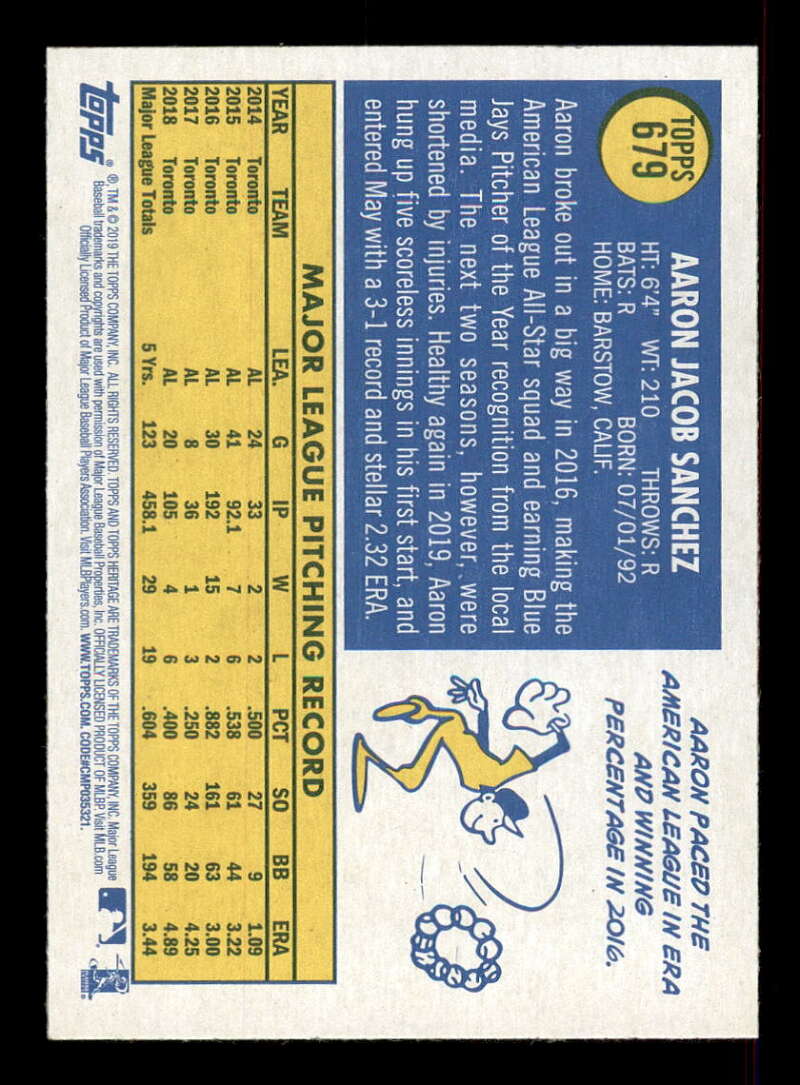 TOPPS
679
AARON JACOB SANCHEZ
HT: 6'4" WT: 210 THROWS: R
BATS: R BORN: 07/01/92
HOME: BARSTOW, CALIF.
Aaron broke out in a big way in 2016, making the
American League All-Star squad and earning Blue
Jays Pitcher of the Year recognition from the local
media. The next two seasons, however, were
shortened by injuries. Healthy again in 2019, Aaron
hung up five scoreless innings in his first start, and
entered May with a 3-1 record and stellar 2.32 ERA.
AARON PACED THE
AMERICAN LEAGUE IN ERA
AND WINNING
PERCENTAGE IN 2016.
MAJOR LEAGUE PITCHING RECORD
YEAR TEAM LEA. G IP W L PCT SO BB ERA
2014 Toronto AL 24 33 2 2 .500 27 9 1.09
2015 Toronto AL 41 92.1 7 6 .538 61 44 3.22
2016 Toronto AL 30 192 15 2 .882 161 63 3.00
2017 Toronto AL 8 36 1 3 .250 24 20 4.25
2018 Toronto AL 20 105 4 6 .400 86 58 4.89
Major League Totals 5 Yrs. 123 458.1 29 19 .604 359 194 3.44
topps®
®, TM & © 2019 THE TOPPS COMPANY, INC. ALL RIGHTS RESERVED. TOPPS AND TOPPS HERITAGE ARE TRADEMARKS OF THE TOPPS COMPANY, INC. Major League
Baseball trademarks and copyrights are used with permission of Major League Baseball Properties, Inc. OFFICIALLY LICENSED PRODUCT OF MLBP. Visit MLB.com
Officially Licensed Product of Major League Baseball Players Association. Visit MLBPlayers.com. WWW.TOPPS.COM. CODE#CMP035321.